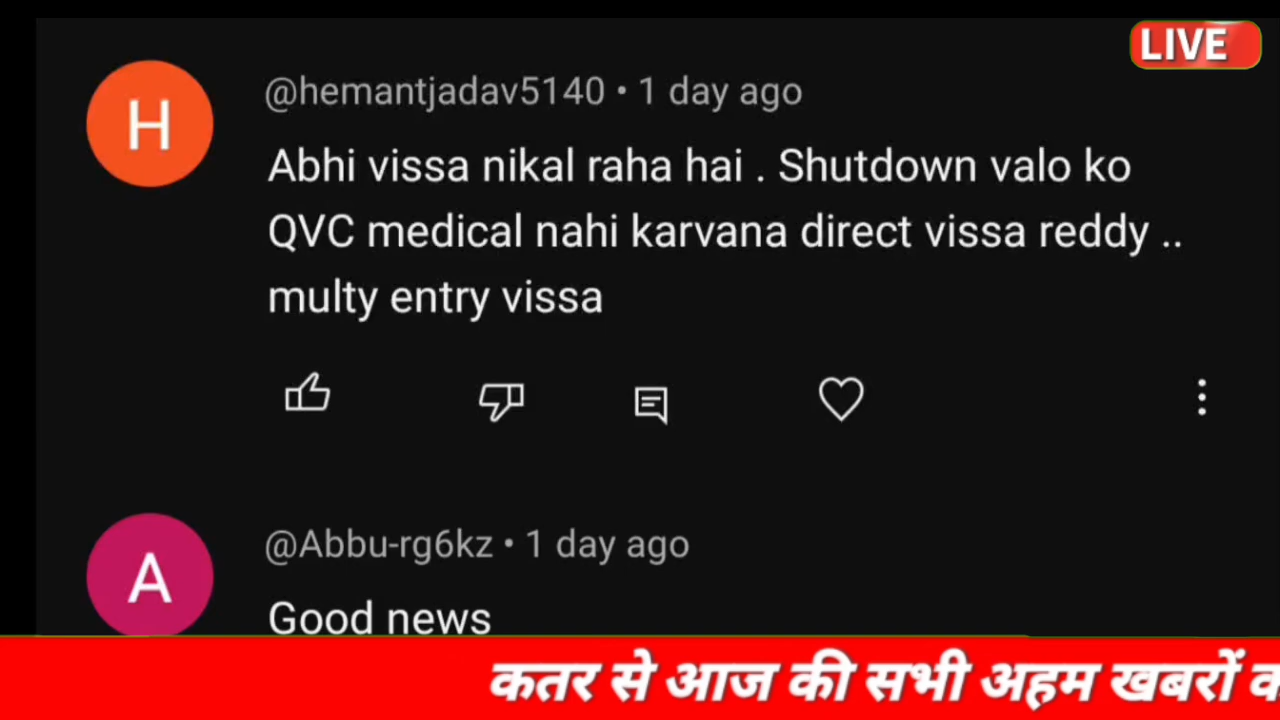 LIVE
H
@hemantjadav5140 • 1 day ago
Abhi vissa nikal raha hai . Shutdown valo ko
QVC medical nahi karvana direct vissa reddy ..
multy entry vissa
A
@Abbu-rg6kz • 1 day ago
Good news
कतर से आज की सभी अहम खबरों